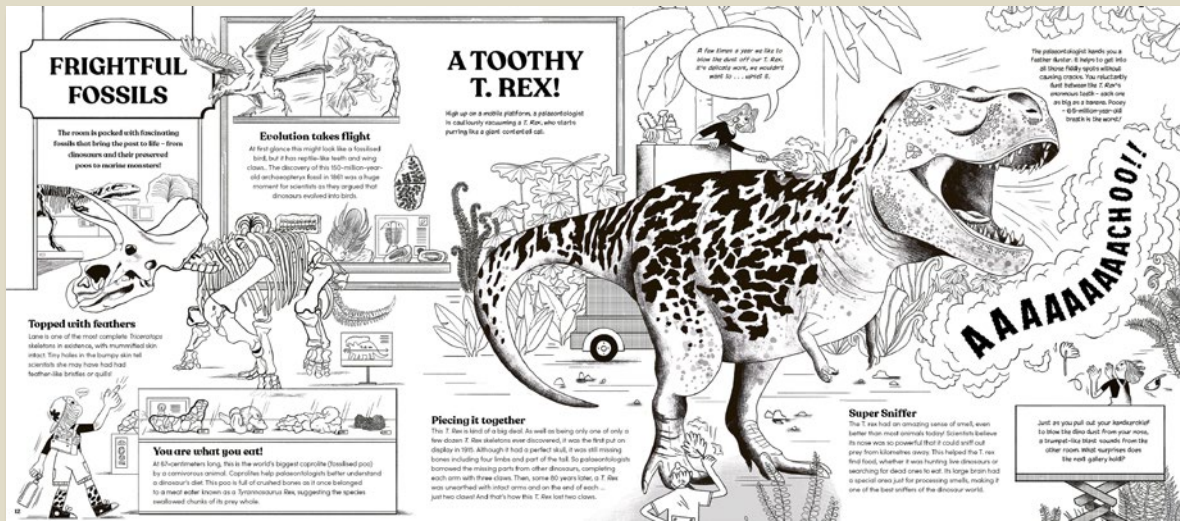 FRIGHTFUL
FOSSILS
The room is packed with fascinating
fossils that bring the past to life – from
dinosaurs and their preserved
poos to marine monsters!
Evolution takes flight
At first glance this might look like a fossilised
bird, but it has reptile-like teeth and wing
claws. The discovery of this 150-million-year-
old archaeopteryx fossil in 1861 was a huge
moment for scientists as they argued that
dinosaurs evolved into birds.
Topped with feathers
Lane is one of the most complete Triceratops
skeletons in existence, with mummified skin
intact. Tiny holes in the bumpy skin tell
scientists she may have had
feather-like bristles or quills!
You are what you eat!
At 67-centimeters long, this is the world's biggest coprolite (fossilised poo)
by a carnivorous animal. Coprolites help palaeontologists better understand
a dinosaur's diet. This poo is full of crushed bones as it once belonged
to a meat eater known as a Tyrannosaurus Rex, suggesting the species
swallowed chunks of its prey whole.
12
A TOOTHY
T. REX!
High up on a mobile platform, a palaeontologist
is cautiously vacuuming a T. Rex, who starts
purring like a giant contented cat.
A few times a year we like to
blow the dust off our T. Rex.
It's delicate work, we wouldn't
want to . . . upset it.
The palaeontologist hands you a
feather duster. It helps to get into
all those fiddly spots without
causing cracks. You reluctantly
dust between the T. Rex's
enormous teeth – each one
as big as a banana. Pooey
– 65-million-year-old
breath is the worst!
AAAAAAAAACHOO!!
Piecing it together
This T. Rex is kind of a big deal. As well as being only one of only a
few dozen T. Rex skeletons ever discovered, it was the first put on
display in 1915. Although it had a perfect skull, it was still missing
bones including four limbs and part of the tail. So palaeontologists
borrowed the missing parts from other dinosaurs, completing
each arm with three claws. Then, some 80 years later, a T. Rex
was unearthed with intact arms and on the end of each ...
just two claws! And that's how this T. Rex lost two claws.
Super Sniffer
The T. rex had an amazing sense of smell, even
better than most animals today! Scientists believe
its nose was so powerful that it could sniff out
prey from kilometres away. This helped the T. rex
find food, whether it was hunting live dinosaurs or
searching for dead ones to eat. Its large brain had
a special area just for processing smells, making it
one of the best sniffers of the dinosaur world.
Just as you pull out your handkerchief
to blow the dino dust from your nose,
a trumpet-like blast sounds from the
other room. What surprises does
the next gallery hold?